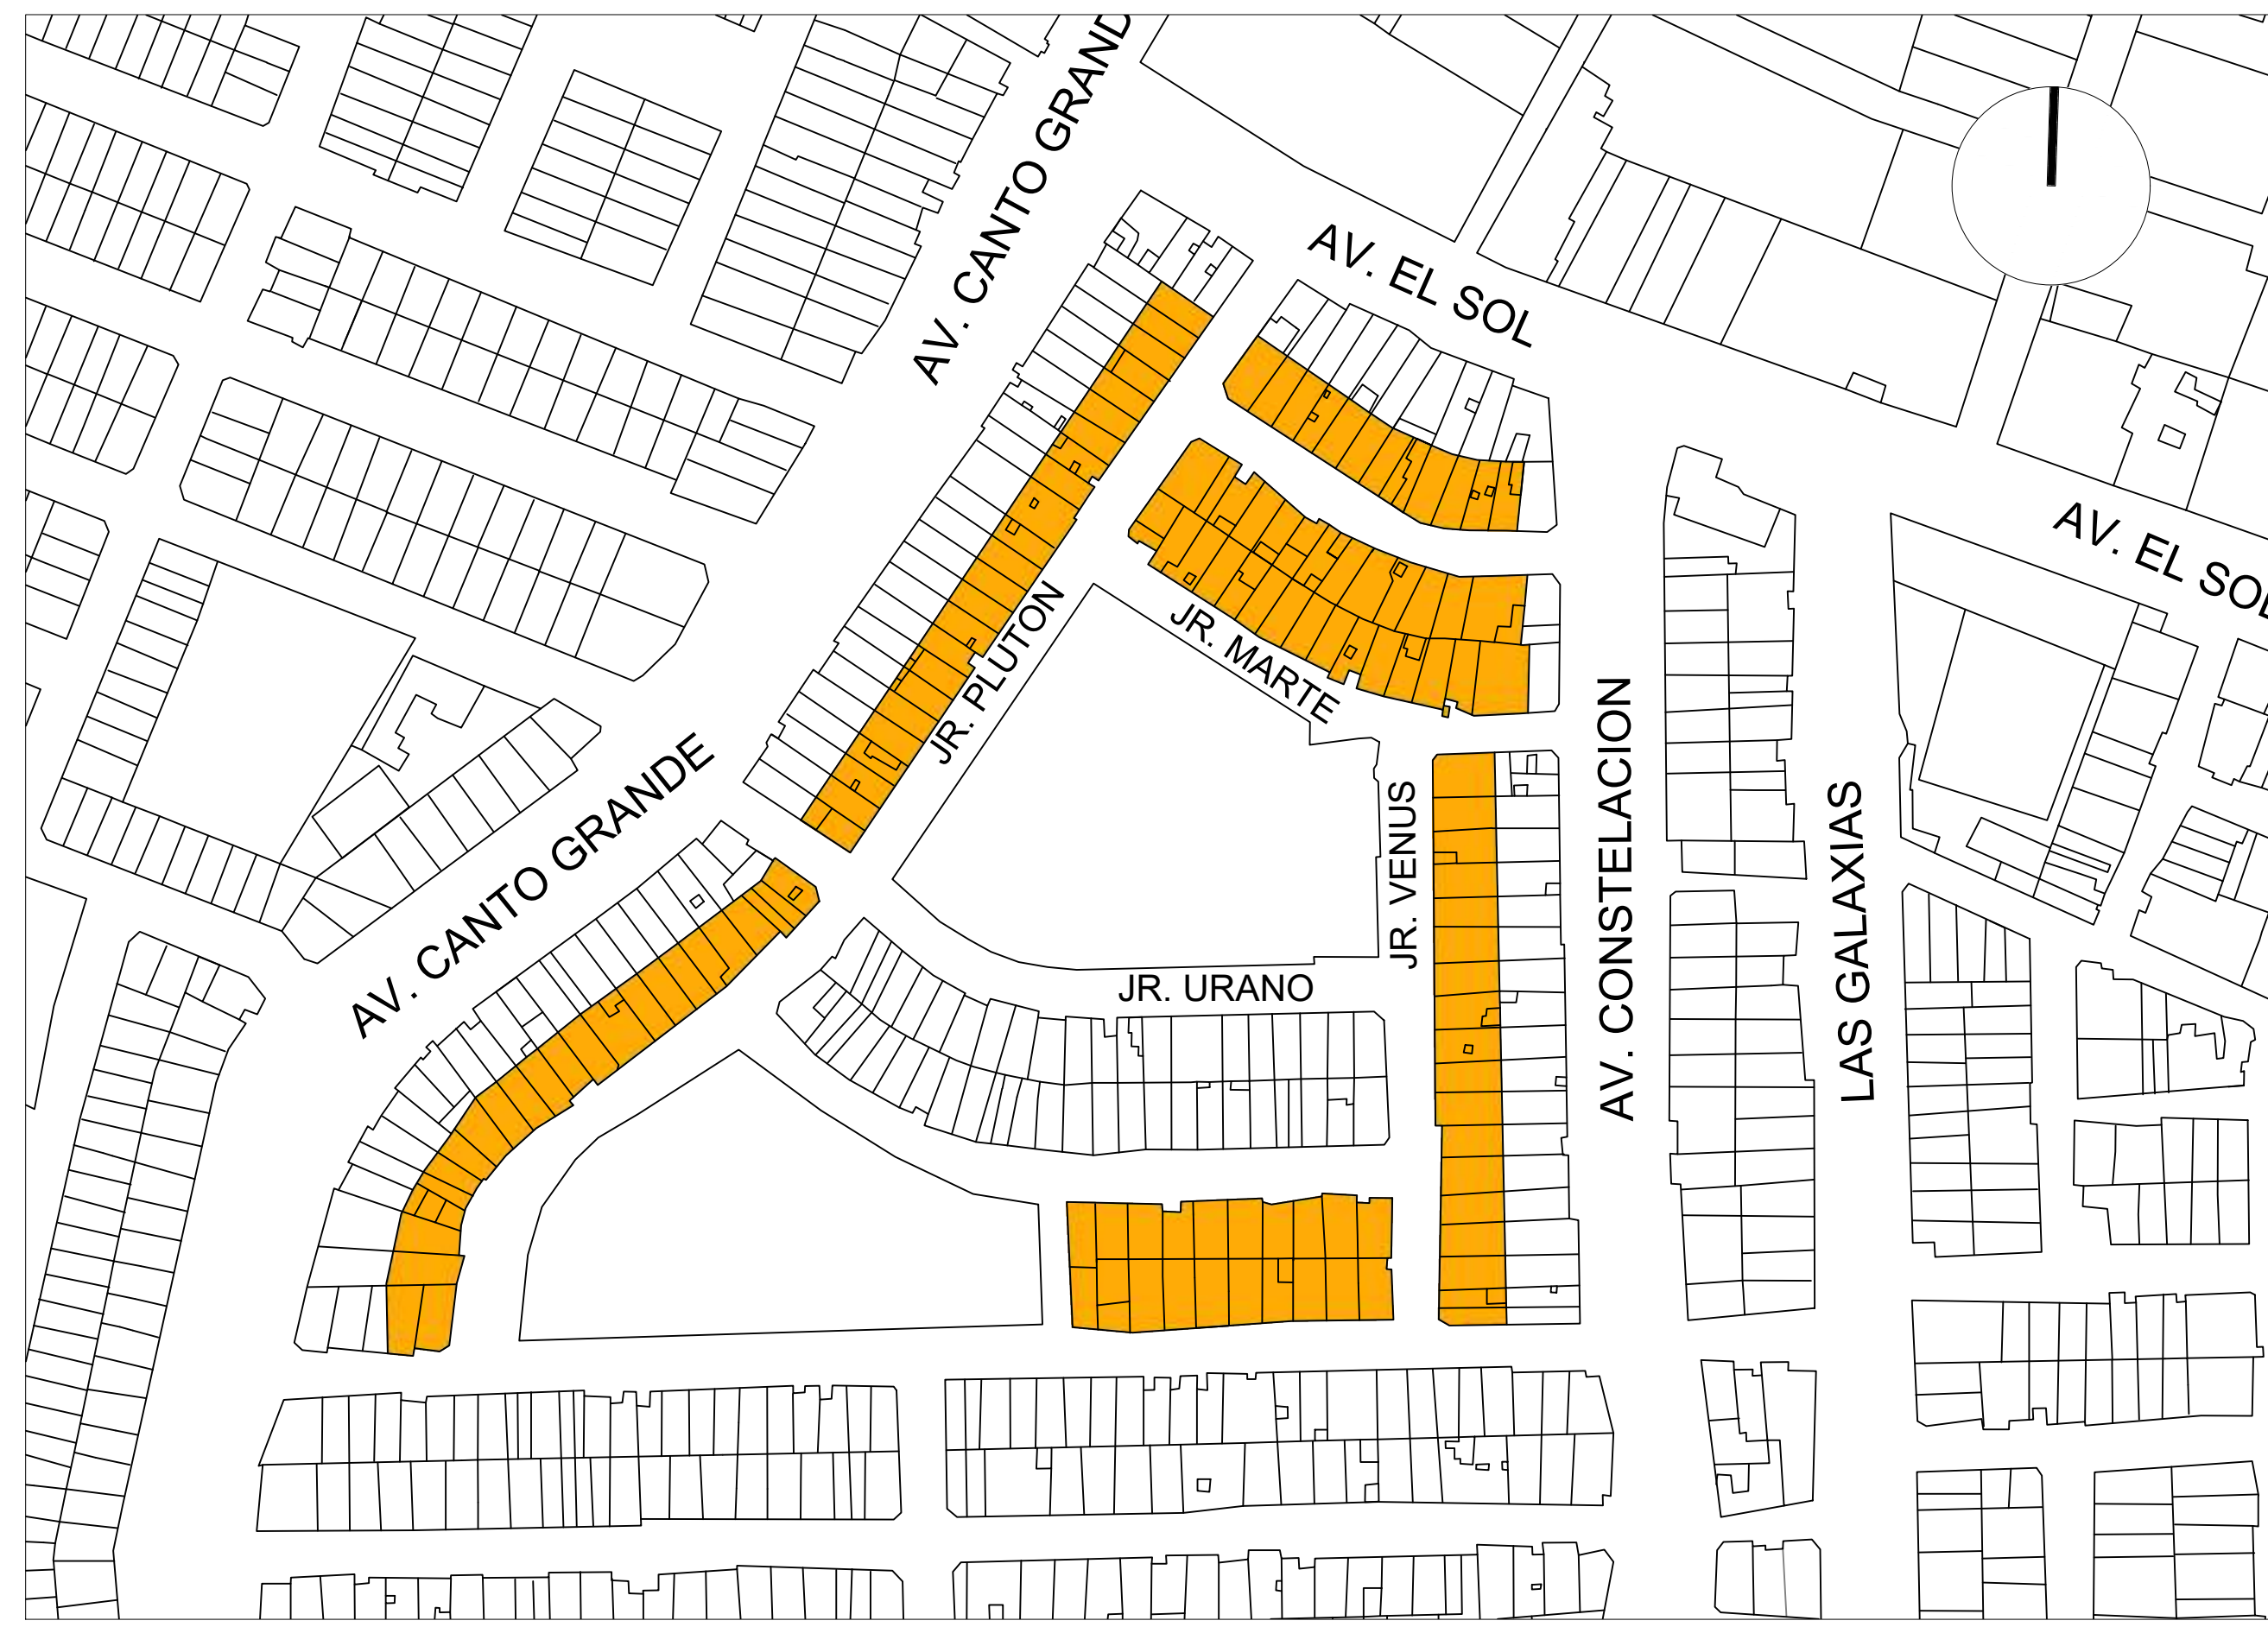 AV. CANTO GRAND
AV. EL SOL
AV. EL SOL
JR. PLUTON
JR. MARTE
AV. CANTO GRANDE
JR. VENUS
AV. CONSTELACION
LAS GALAXIAS
JR. URANO